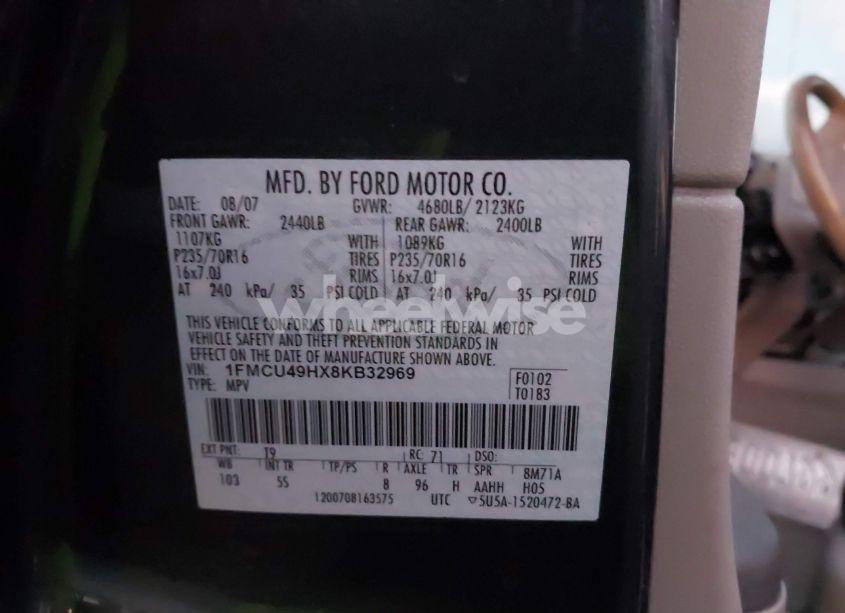 MFD. BY FORD MOTOR CO.
DATE: 08/07 GVWR: 4680LB/ 2123KG
FRONT GAWR: 2440LB REAR GAWR: 2400LB
1107KG WITH 1089KG WITH
P235/70R16 TIRES P235/70R16 TIRES
16x7.0J RIMS 16x7.0J RIMS
AT 240 kPa/ 35 PSI COLD AT 240 kPa/ 35 PSI COLD
wheelwise
THIS VEHICLE CONFORMS TO ALL APPLICABLE FEDERAL MOTOR
VEHICLE SAFETY AND THEFT PREVENTION STANDARDS IN
EFFECT ON THE DATE OF MANUFACTURE SHOWN ABOVE.
VIN: 1FMCU49HX8KB32969
TYPE: MPV
F0102
T0183
EXT PNT: T9 RC: 71 DSO:
WB INT TR TP/PS R AXLE TR SPR 8M71A
103 5S 8 96 H AAHH H05
1200708163575 UTC ▽5U5A-1520472-BA